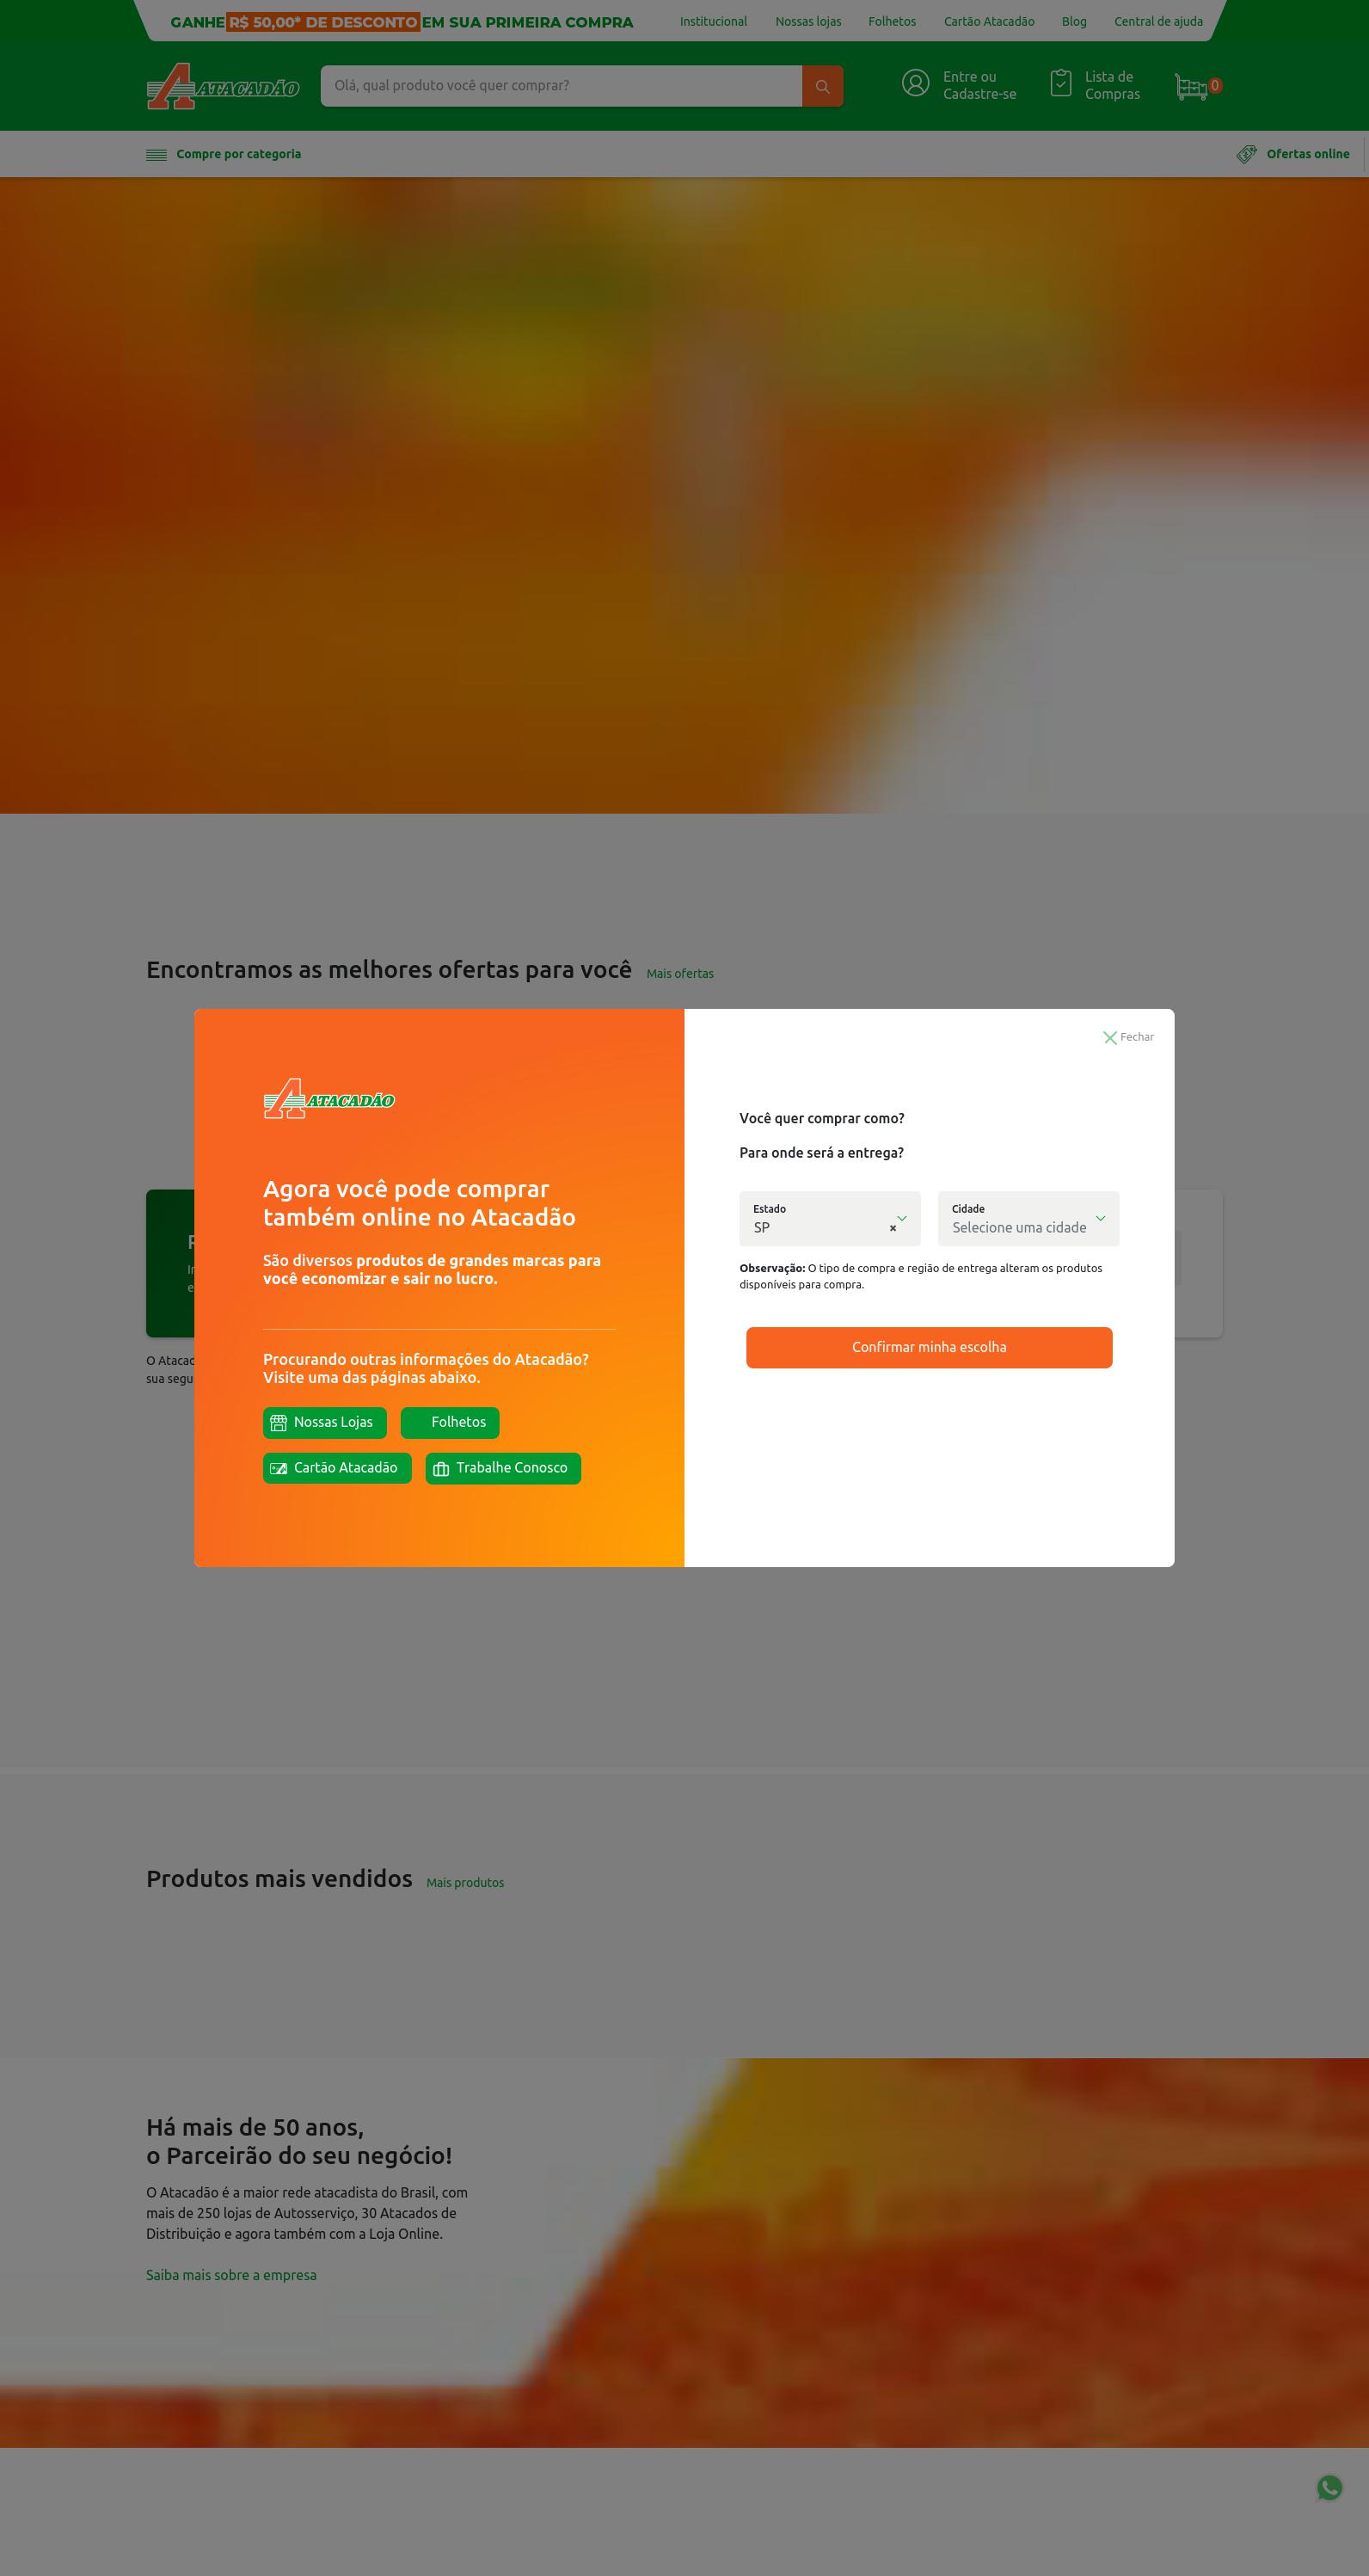 GANHE R$ 50,00* DE DESCONTO EM SUA PRIMEIRA COMPRA
Institucional
Nossas lojas
Folhetos
Cartão Atacadão
Blog
Central de ajuda
ATACADÃO
Olá, qual produto você quer comprar?
Entre ou
Cadastre-se
Lista de
Compras
0
Compre por categoria
Ofertas online
Encontramos as melhores ofertas para você
Mais ofertas
O Atacad
sua segu
ATACADÃO
Agora você pode comprar
também online no Atacadão
São diversos produtos de grandes marcas para
você economizar e sair no lucro.
Procurando outras informações do Atacadão?
Visite uma das páginas abaixo.
Nossas Lojas
Folhetos
Cartão Atacadão
Trabalhe Conosco
Fechar
Você quer comprar como?
Para onde será a entrega?
Estado
SP
×
Cidade
Selecione uma cidade
Observação: O tipo de compra e região de entrega alteram os produtos
disponíveis para compra.
Confirmar minha escolha
Produtos mais vendidos
Mais produtos
Há mais de 50 anos,
o Parceirão do seu negócio!
O Atacadão é a maior rede atacadista do Brasil, com
mais de 250 lojas de Autosserviço, 30 Atacados de
Distribuição e agora também com a Loja Online.
Saiba mais sobre a empresa